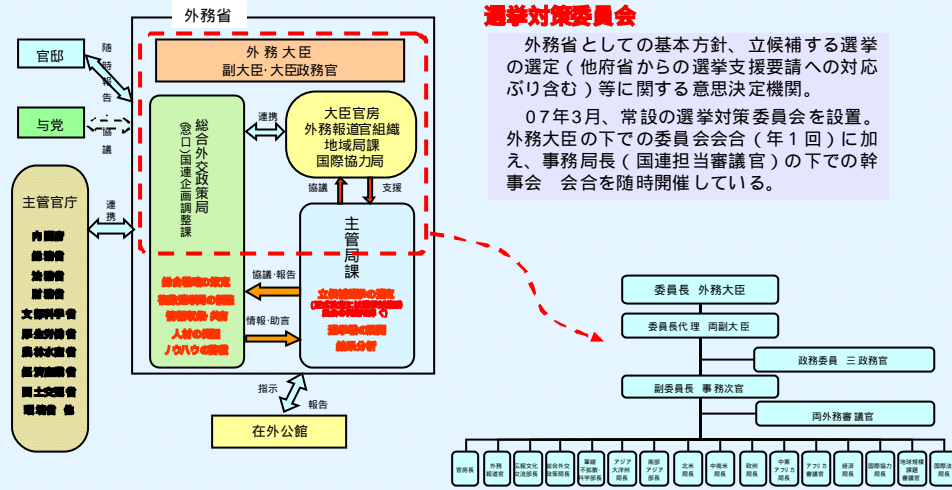 外務省
選挙対策委員会
外務省としての基本方針、立候補する選挙
の選定(他府省からの選挙支援要請への対応
ぶり含む)等に関する意思決定機関。
07年3月、常設の選挙対策委員会を設置。
外務大臣の下での委員会会合(年1回)に加
え、事務局長(国連担当審議官)の下での幹
事会 会合を随時開催している。
官邸
随時報告
与党
協議
外務大臣
副大臣・大臣政務官
総合外交政策局
(窓口)国連企画調整課
連携
大臣官房
外務報道官組織
地域局課
国際協力局
協議
支援
主管官庁
内閣府
総務省
法務省
財務省
文部科学省
厚生労働省
農林水産省
経済産業省
国土交通省
環境省 他
連携
主管局課
総合戦略の策定
人材の発掘
ノウハウの蓄積
協議・報告
情報・助言
結果分析
指示
報告
在外公館
委員長 外務大臣
委員長代理 両副大臣
政務委員 三政務官
副委員長 事務次官
両外務審議官
官房長
外務
報道官
広報文化
交流部長
総合外交
政策局長
軍縮
不拡散・
科学部長
アジア
大洋州
局長
南部
アジア
部長
北米
局長
中南米
局長
欧州
局長
中東
アフリカ
局長
アフリカ
審議官
経済
局長
国際協力
局長
地球規模
課題
審議官
国際法
局長